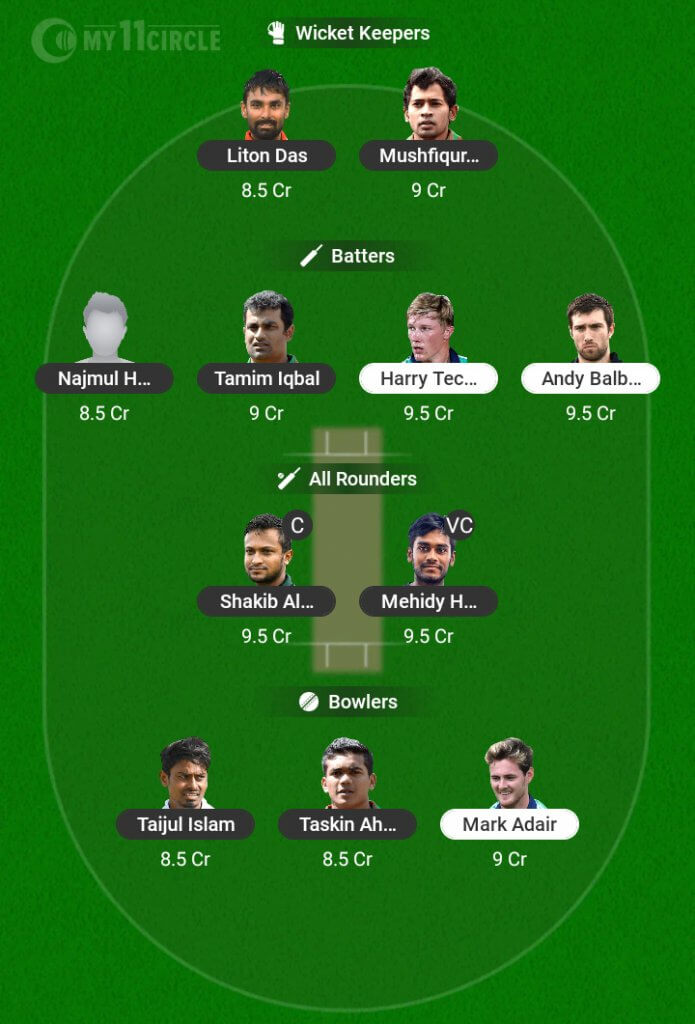 MY11CIRCLE
Wicket Keepers
Liton Das
Mushfiqur...
8.5 Cr
9 Cr
Batters
Najmul H...
Tamim Iqbal
Harry Tec...
Andy Balb...
8.5 Cr
9 Cr
9.5 Cr
9.5 Cr
All Rounders
C
VC
Shakib Al...
Mehidy H...
9.5 Cr
9.5 Cr
Bowlers
Taijul Islam
Taskin Ah...
Mark Adair
8.5 Cr
8.5 Cr
9 Cr